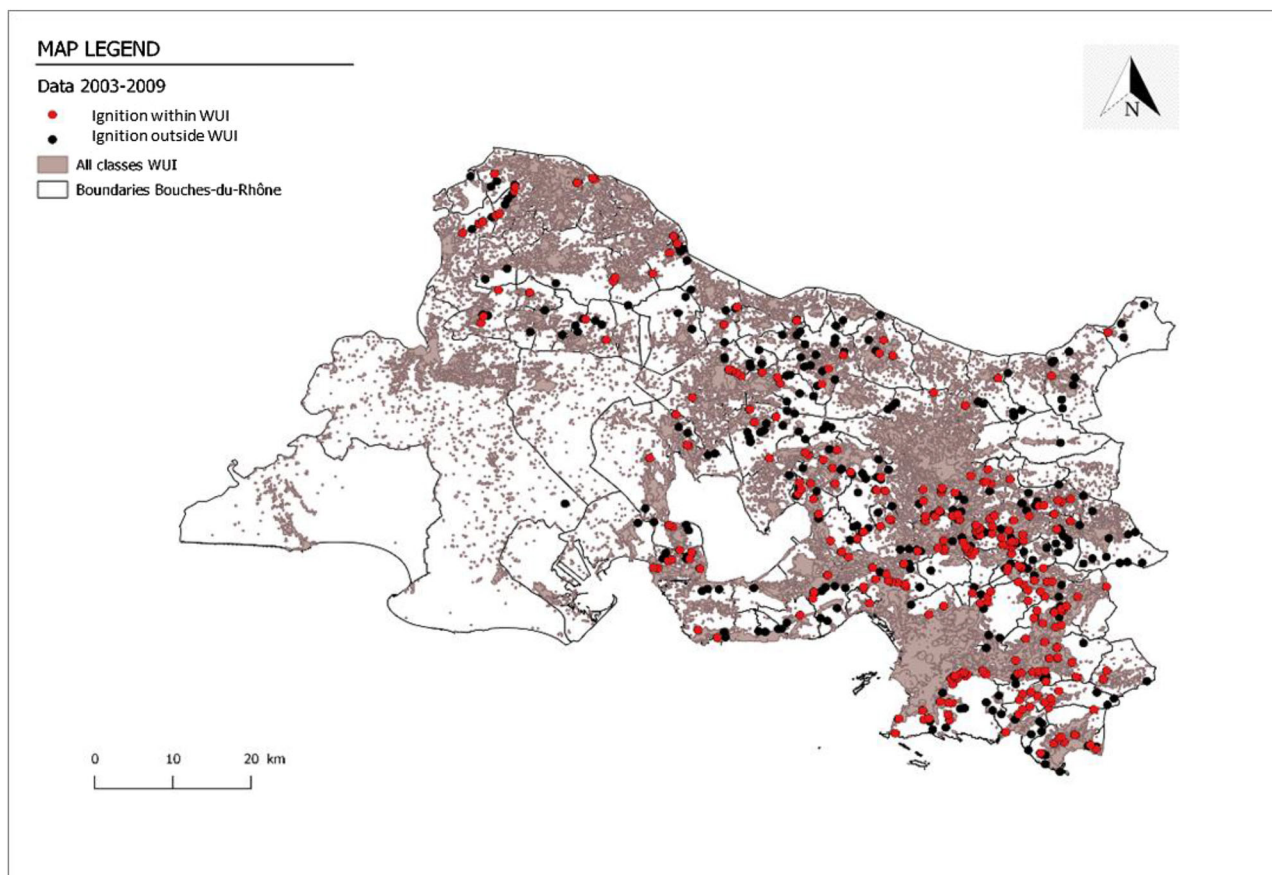 MAP LEGEND
Data 2003-2009
Ignition within WUI
Ignition outside WUI
All classes WUI
Boundaries Bouches-du-Rhône
N
0 10 20 km